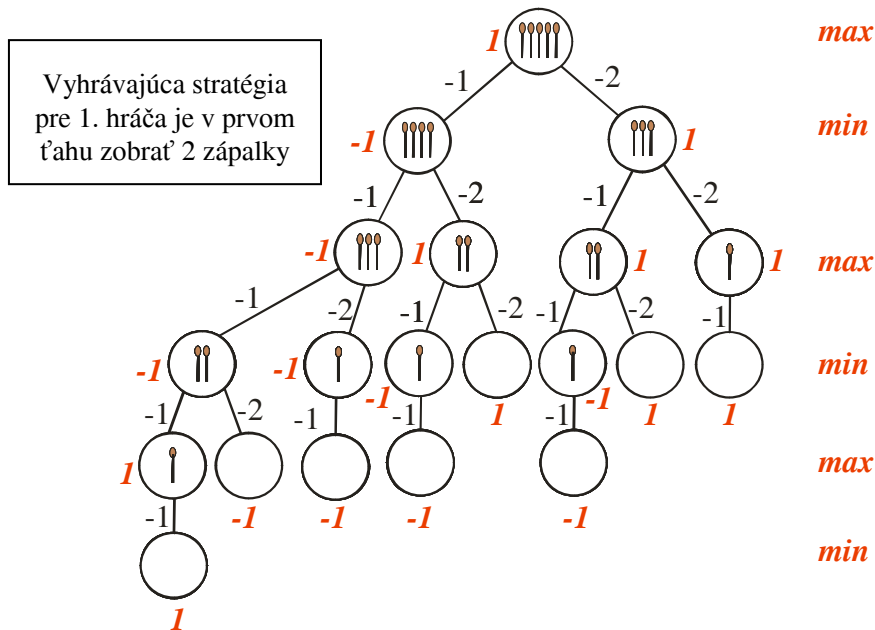 1
max
Vyhrávajúca stratégia
pre 1. hráča je v prvom
ťahu zobrať 2 zápalky
-1 -2
-1 1 min
-1 -2 -1 -2
-1 1 1 1 max
-1 -2 -1 -2 -1 -2 -1
-1 -1 -1 1 -1 1 1 min
-1 -2 -1 -1 -1
1 -1 -1 -1 -1 max
-1
min
1